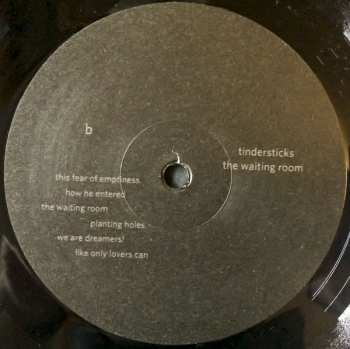 b
tindersticks
the waiting room
this fear of emptiness
how he entered
the waiting room
planting holes
we are dreamers!
like only lovers can